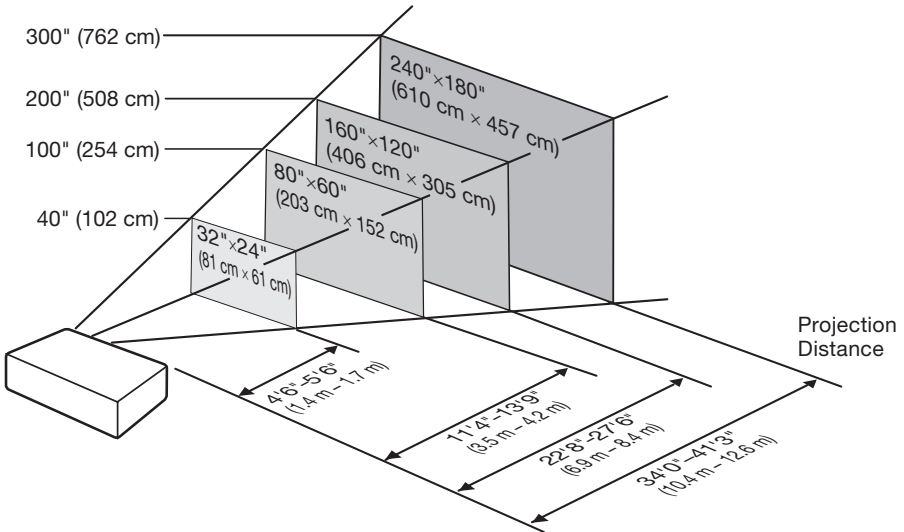 300" (762 cm)
200" (508 cm)
100" (254 cm)
40" (102 cm)
240"×180"
(610 cm × 457 cm)
160"×120"
(406 cm × 305 cm)
80"×60"
(203 cm × 152 cm)
32"×24"
(81 cm × 61 cm)
Projection
Distance
4'6"–5'6"
(1.4 m – 1.7 m)
11'4"–13'9"
(3.5 m – 4.2 m)
22'8"–27'6"
(6.9 m – 8.4 m)
34'0"–41'3"
(10.4 m – 12.6 m)